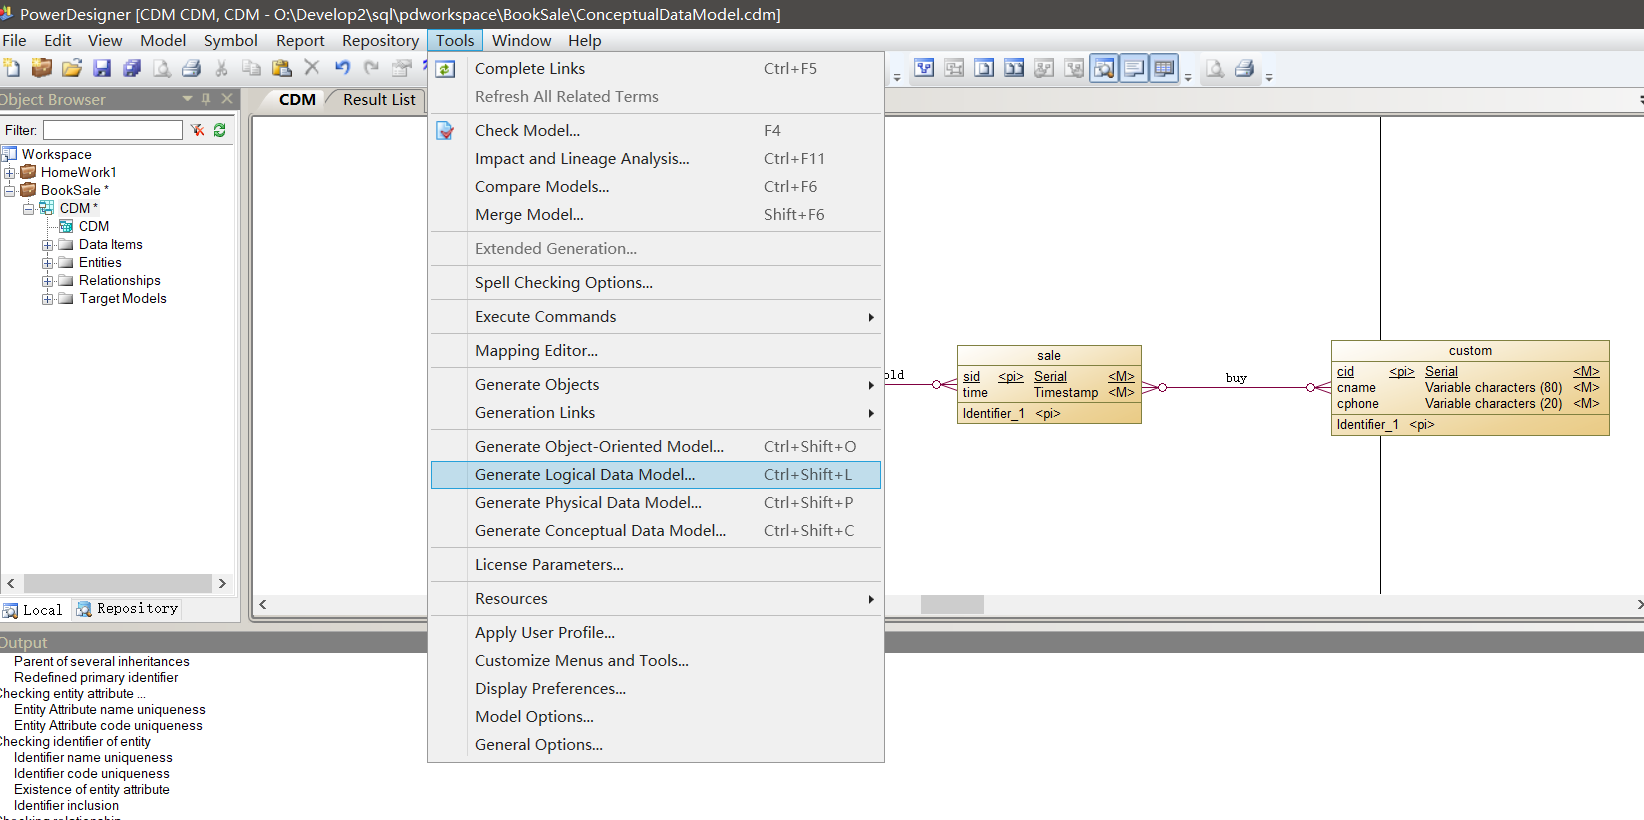 PowerDesigner [CDM CDM, CDM - O:\Develop2\sql\pdworkspace\BookSale\ConceptualDataModel.cdm]
File Edit View Model Symbol Report Repository Tools Window Help
Object Browser
Filter:
Workspace
HomeWork1
BookSale *
CDM *
CDM
Data Items
Entities
Relationships
Target Models
Local Repository
CDM Result List
Complete Links Ctrl+F5
Refresh All Related Terms
Check Model... F4
Impact and Lineage Analysis... Ctrl+F11
Compare Models... Ctrl+F6
Merge Model... Shift+F6
Extended Generation...
Spell Checking Options...
Execute Commands
Mapping Editor...
Generate Objects
Generation Links
Generate Object-Oriented Model... Ctrl+Shift+O
Generate Logical Data Model... Ctrl+Shift+L
Generate Physical Data Model... Ctrl+Shift+P
Generate Conceptual Data Model... Ctrl+Shift+C
License Parameters...
Resources
Apply User Profile...
Customize Menus and Tools...
Display Preferences...
Model Options...
General Options...
old
sale
sid <pi> Serial <M>
time Timestamp <M>
Identifier_1 <pi>
buy
custom
cid <pi> Serial <M>
cname Variable characters (80) <M>
cphone Variable characters (20) <M>
Identifier_1 <pi>
Output
Parent of several inheritances
Redefined primary identifier
Checking entity attribute ...
Entity Attribute name uniqueness
Entity Attribute code uniqueness
Checking identifier of entity
Identifier name uniqueness
Identifier code uniqueness
Existence of entity attribute
Identifier inclusion